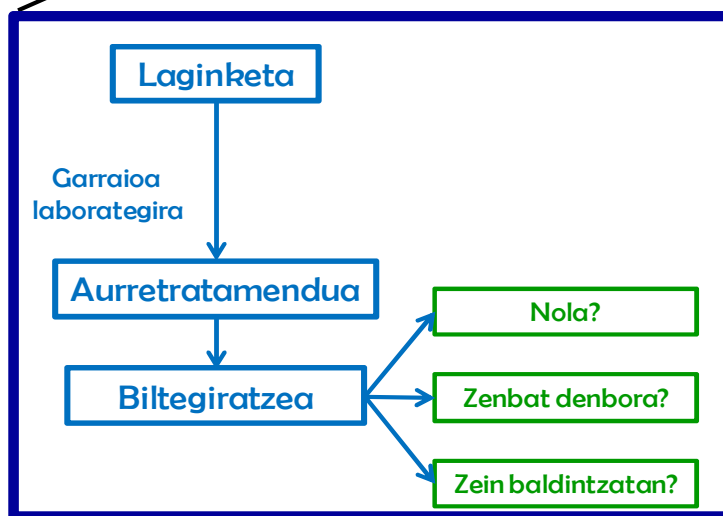 Laginketa
Garraioa
laborategira
Aurretratamendua
Biltegiratzea
Nola?
Zenbat denbora?
Zein baldintzatan?